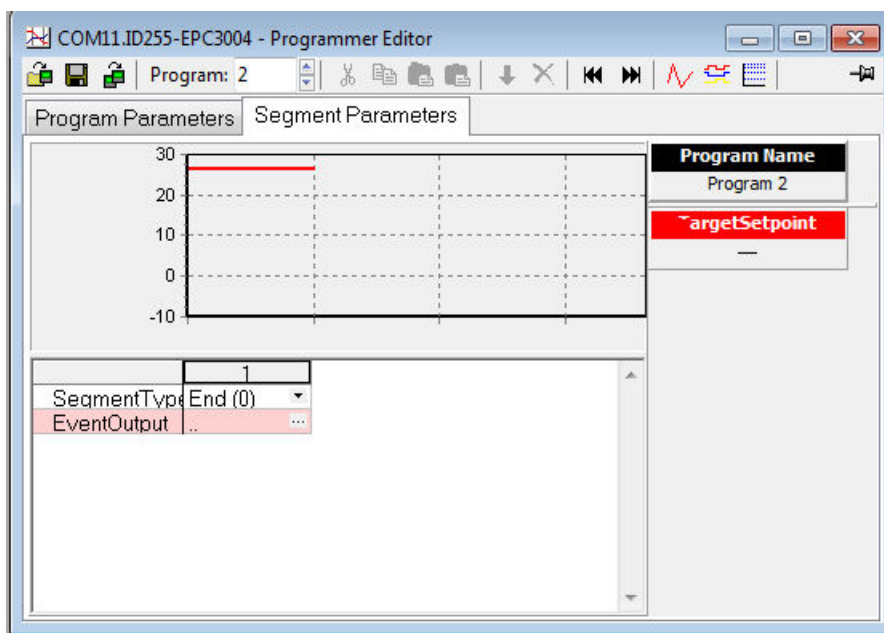 COM11.ID255-EPC3004 - Programmer Editor
Program: 2
Program Parameters
Segment Parameters
30
20
10
0
-10
Program Name
Program 2
TargetSetpoint
—
1
SegmentType End (0)
EventOutput .. ...